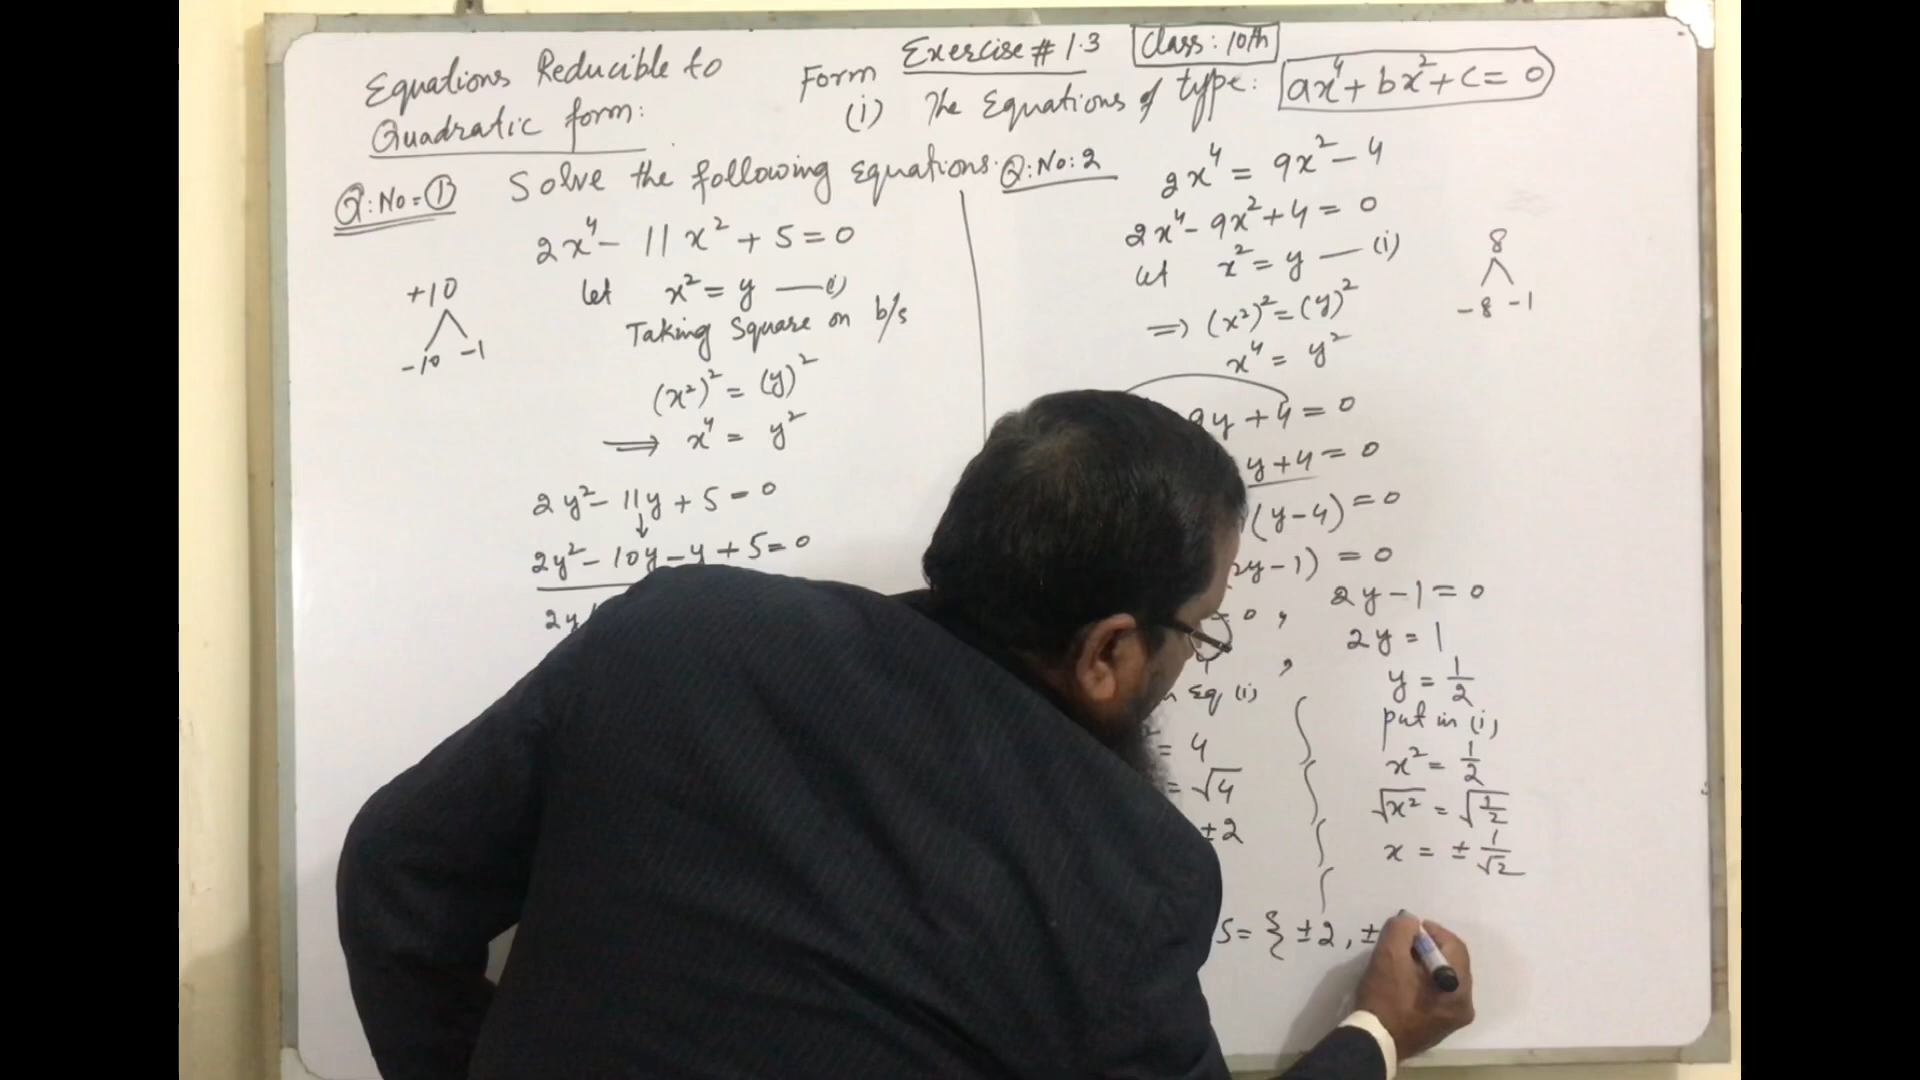 Exercise # 1.3 Class: 10th
Equations Reducible to
Quadratic form:
Form
(i) The Equations of type: ax⁴ + bx² + c = 0
Q:No=① Solve the following equations.
2x⁴ - 11x² + 5 = 0
+10
-10 -1
let x² = y —(i)
Taking Square on b/s
(x²)² = (y)²
⟹ x⁴ = y²
2y² - 11y + 5 = 0
↓
2y² - 10y - y + 5 = 0
2y
Q:No:2
2x⁴ = 9x² - 4
2x⁴ - 9x² + 4 = 0
let x² = y —(i)
8
-8 -1
⟹ (x²)² = (y)²
x⁴ = y²
9y + 4 = 0
y + 4 = 0
(y - 4) = 0
2y - 1) = 0
= 0 , 2y - 1 = 0
, 2y = 1
y = 1/2
Eq (i)
put in (i)
= 4
x² = 1/2
= √4
√x² = √1/2
±2
x = ± 1/√2
S = { ±2, ±